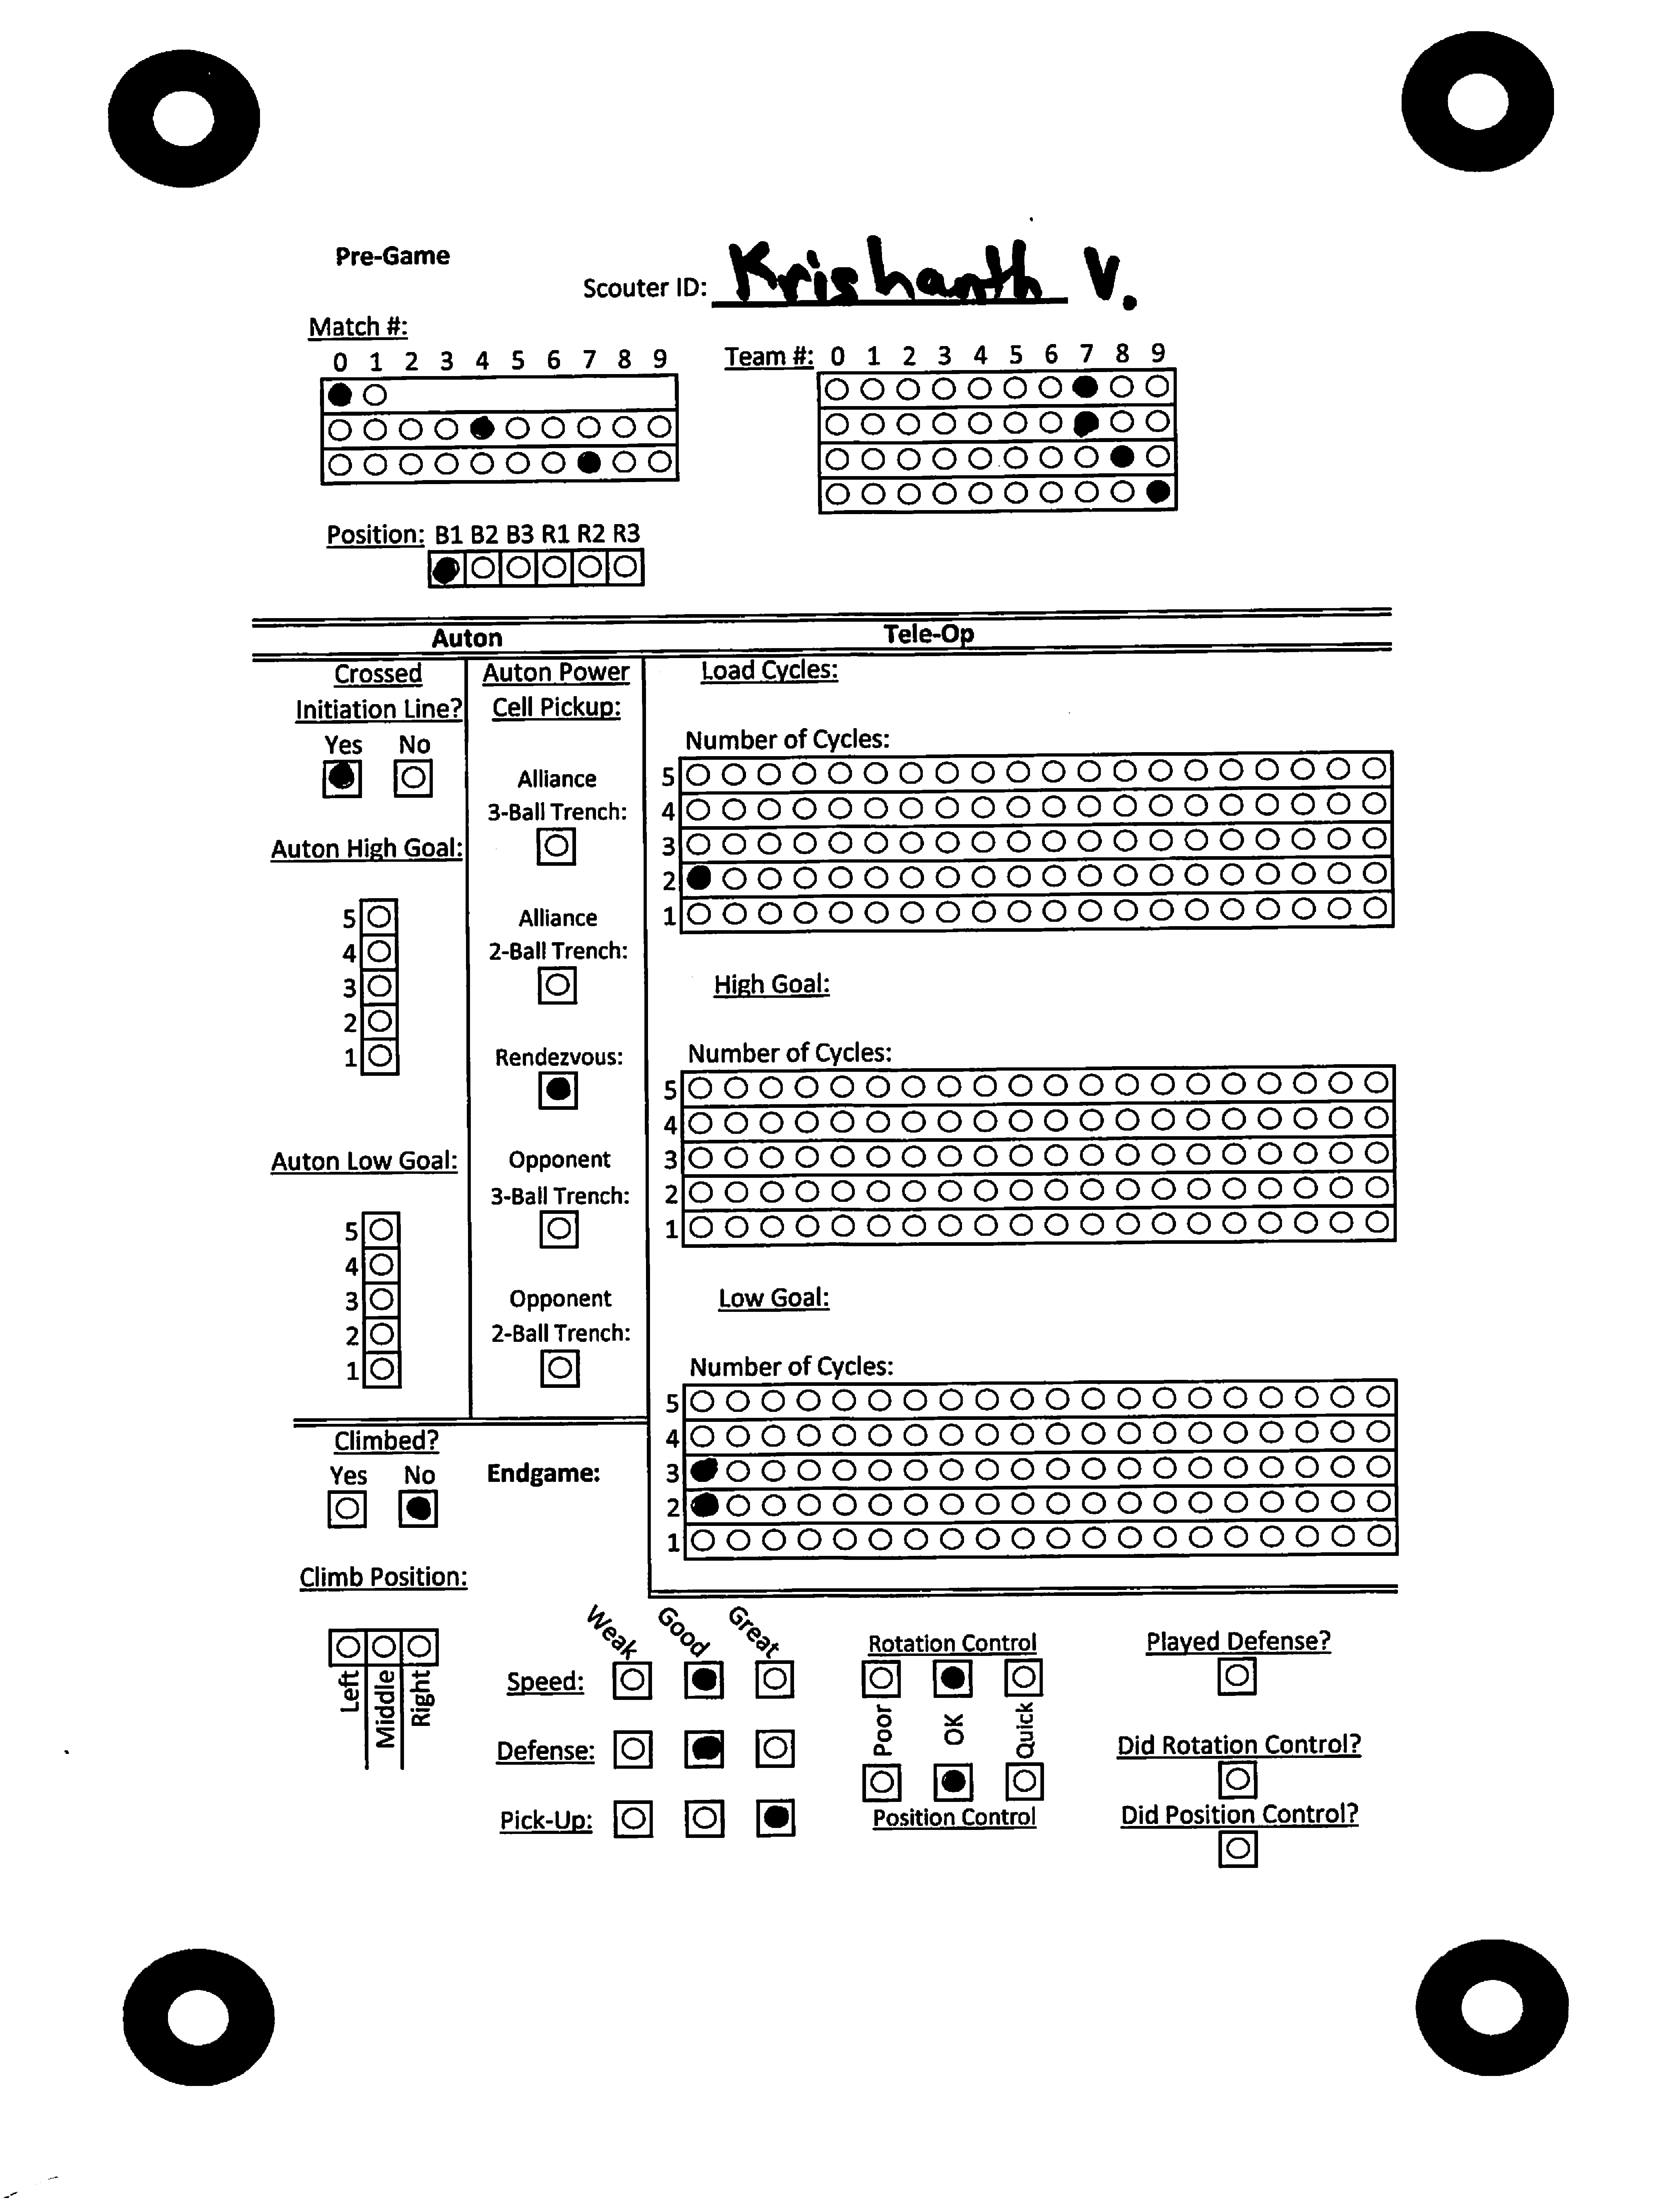 Pre-Game
Scouter ID: Krishanth V.
Match #:
0 1 2 3 4 5 6 7 8 9
Team #: 0 1 2 3 4 5 6 7 8 9
Position: B1 B2 B3 R1 R2 R3
Auton
Tele-Op
Crossed
Initiation Line?
Yes No
Auton High Goal:
5
4
3
2
1
Auton Low Goal:
5
4
3
2
1
Auton Power
Cell Pickup:
Alliance
3-Ball Trench:
Alliance
2-Ball Trench:
Rendezvous:
Opponent
3-Ball Trench:
Opponent
2-Ball Trench:
Load Cycles:
Number of Cycles:
5
4
3
2
1
High Goal:
Number of Cycles:
5
4
3
2
1
Low Goal:
Number of Cycles:
5
4
3
2
1
Climbed?
Yes No
Endgame:
Climb Position:
Left
Middle
Right
Weak Good Great
Speed:
Defense:
Pick-Up:
Rotation Control
Poor OK Quick
Position Control
Played Defense?
Did Rotation Control?
Did Position Control?